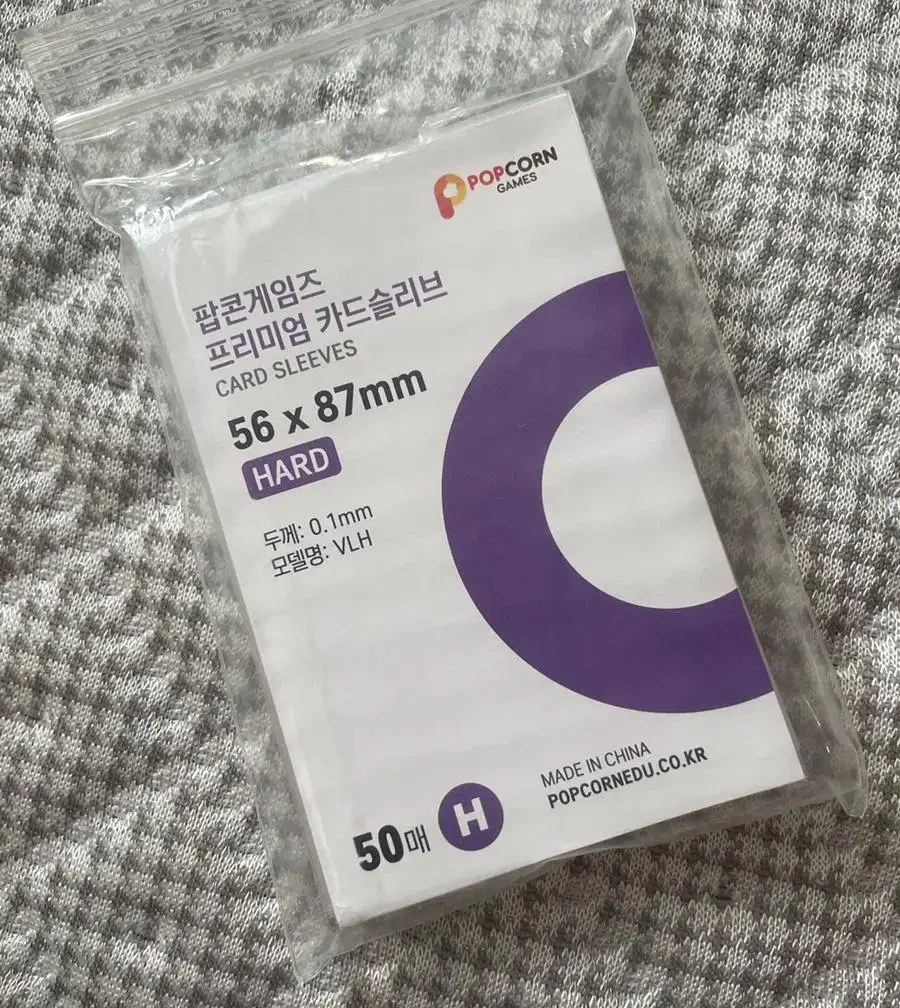 POPCORN
GAMES
팝콘게임즈
프리미엄 카드슬리브
CARD SLEEVES
56 x 87mm
HARD
두께: 0.1mm
모델명: VLH
50매
H
MADE IN CHINA
POPCORNEDU.CO.KR